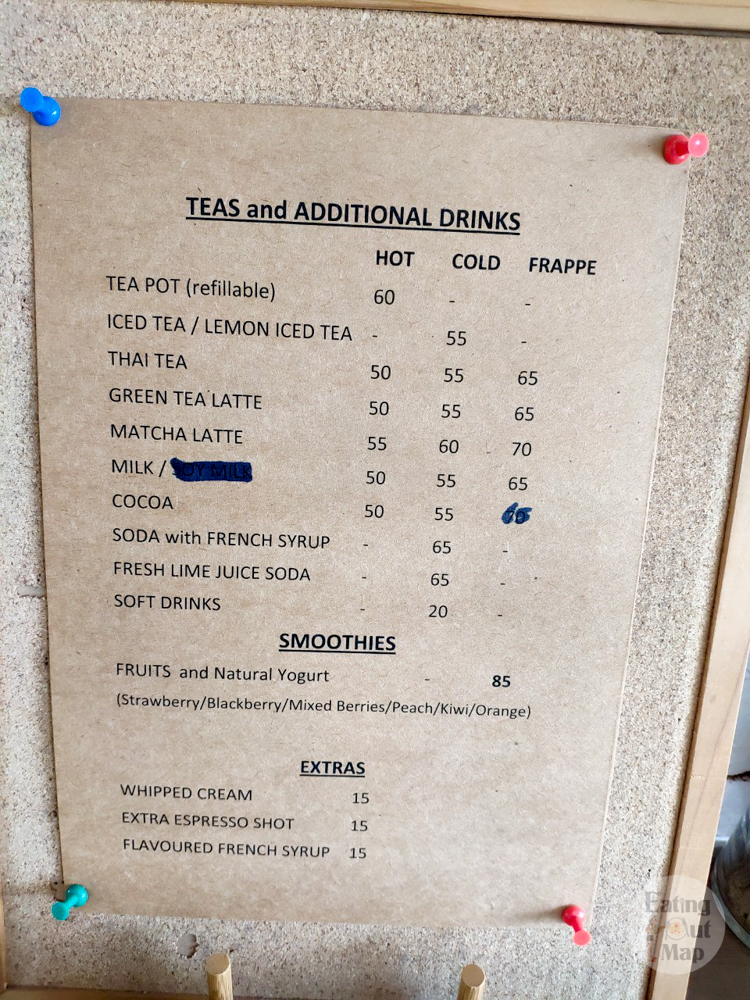 TEAS and ADDITIONAL DRINKS
HOT COLD FRAPPE
TEA POT (refillable) 60 - -
ICED TEA / LEMON ICED TEA - 55 -
THAI TEA 50 55 65
GREEN TEA LATTE 50 55 65
MATCHA LATTE 55 60 70
MILK / SOY MILK 50 55 65
COCOA 50 55
SODA with FRENCH SYRUP - 65 -
FRESH LIME JUICE SODA - 65 -
SOFT DRINKS - 20 -
SMOOTHIES
FRUITS and Natural Yogurt - 85
(Strawberry/Blackberry/Mixed Berries/Peach/Kiwi/Orange)
EXTRAS
WHIPPED CREAM 15
EXTRA ESPRESSO SHOT 15
FLAVOURED FRENCH SYRUP 15
Eating
Out
Map